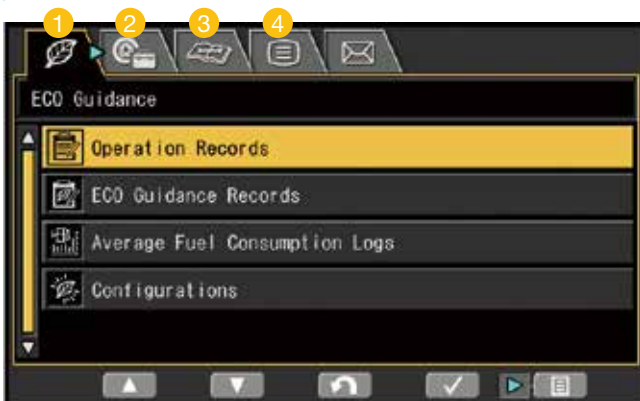 1 2 3 4
ECO Guidance
Operation Records
ECO Guidance Records
Average Fuel Consumption Logs
Configurations